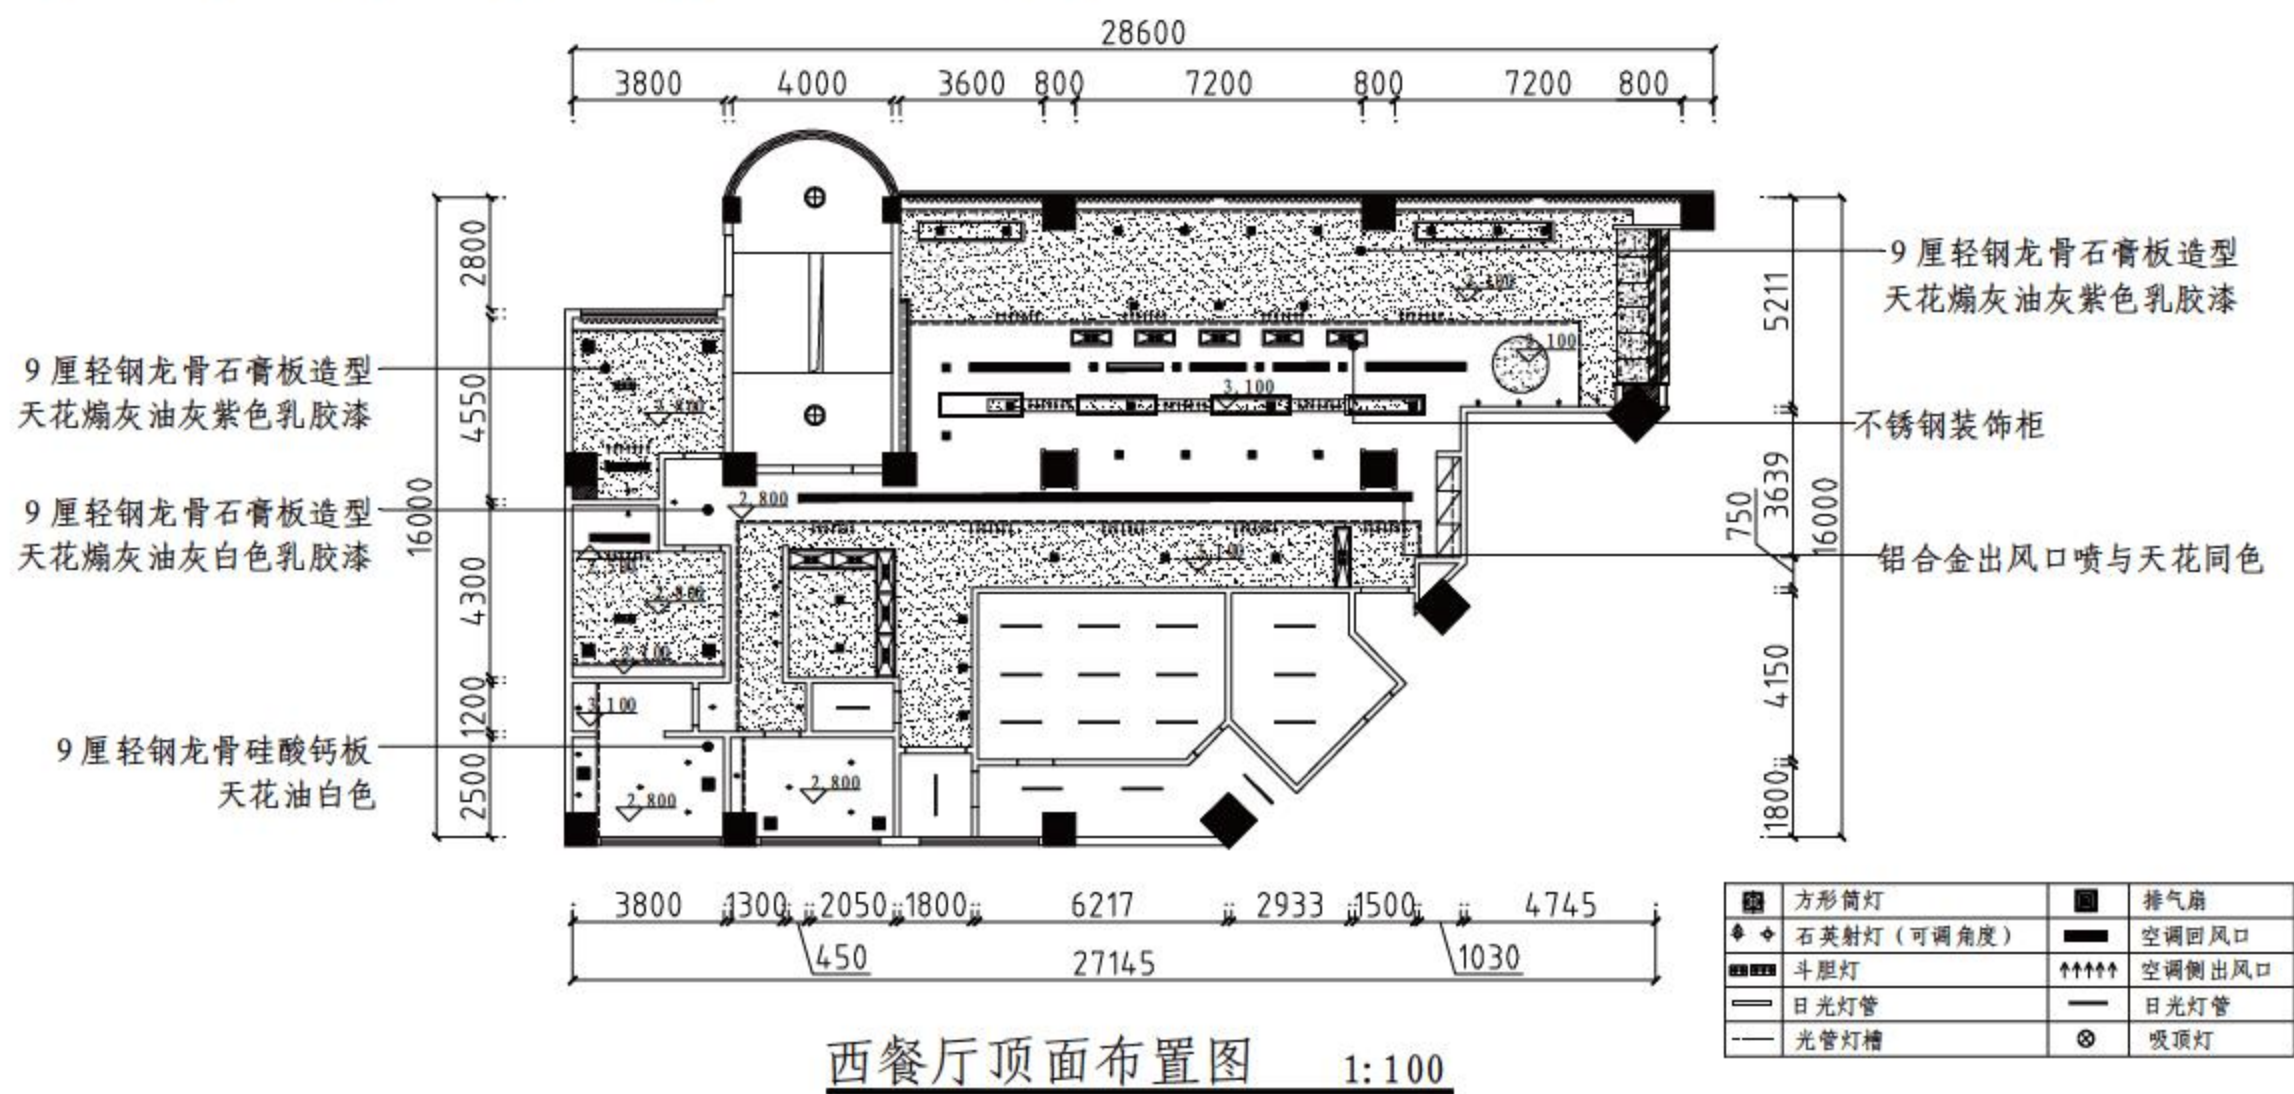 28600
3800 4000 3600 800 7200 800 7200 800
2800
4550
4300
1200
2500
16000
9厘轻钢龙骨石膏板造型
天花煽灰油灰紫色乳胶漆
9厘轻钢龙骨石膏板造型
天花煽灰油灰白色乳胶漆
9厘轻钢龙骨硅酸钙板
天花油白色
3.100
2.800
3.100
2.800
2.800
9厘轻钢龙骨石膏板造型
天花煽灰油灰紫色乳胶漆
不锈钢装饰柜
铝合金出风口喷与天花同色
5211
3639
750
4150
1800
16000
3800 1300 2050 1800 6217 2933 1500 4745
450
1030
27145
方形筒灯 排气扇
石英射灯（可调角度） 空调回风口
斗胆灯 空调侧出风口
日光灯管 日光灯管
光管灯槽 吸顶灯
西餐厅顶面布置图 1:100